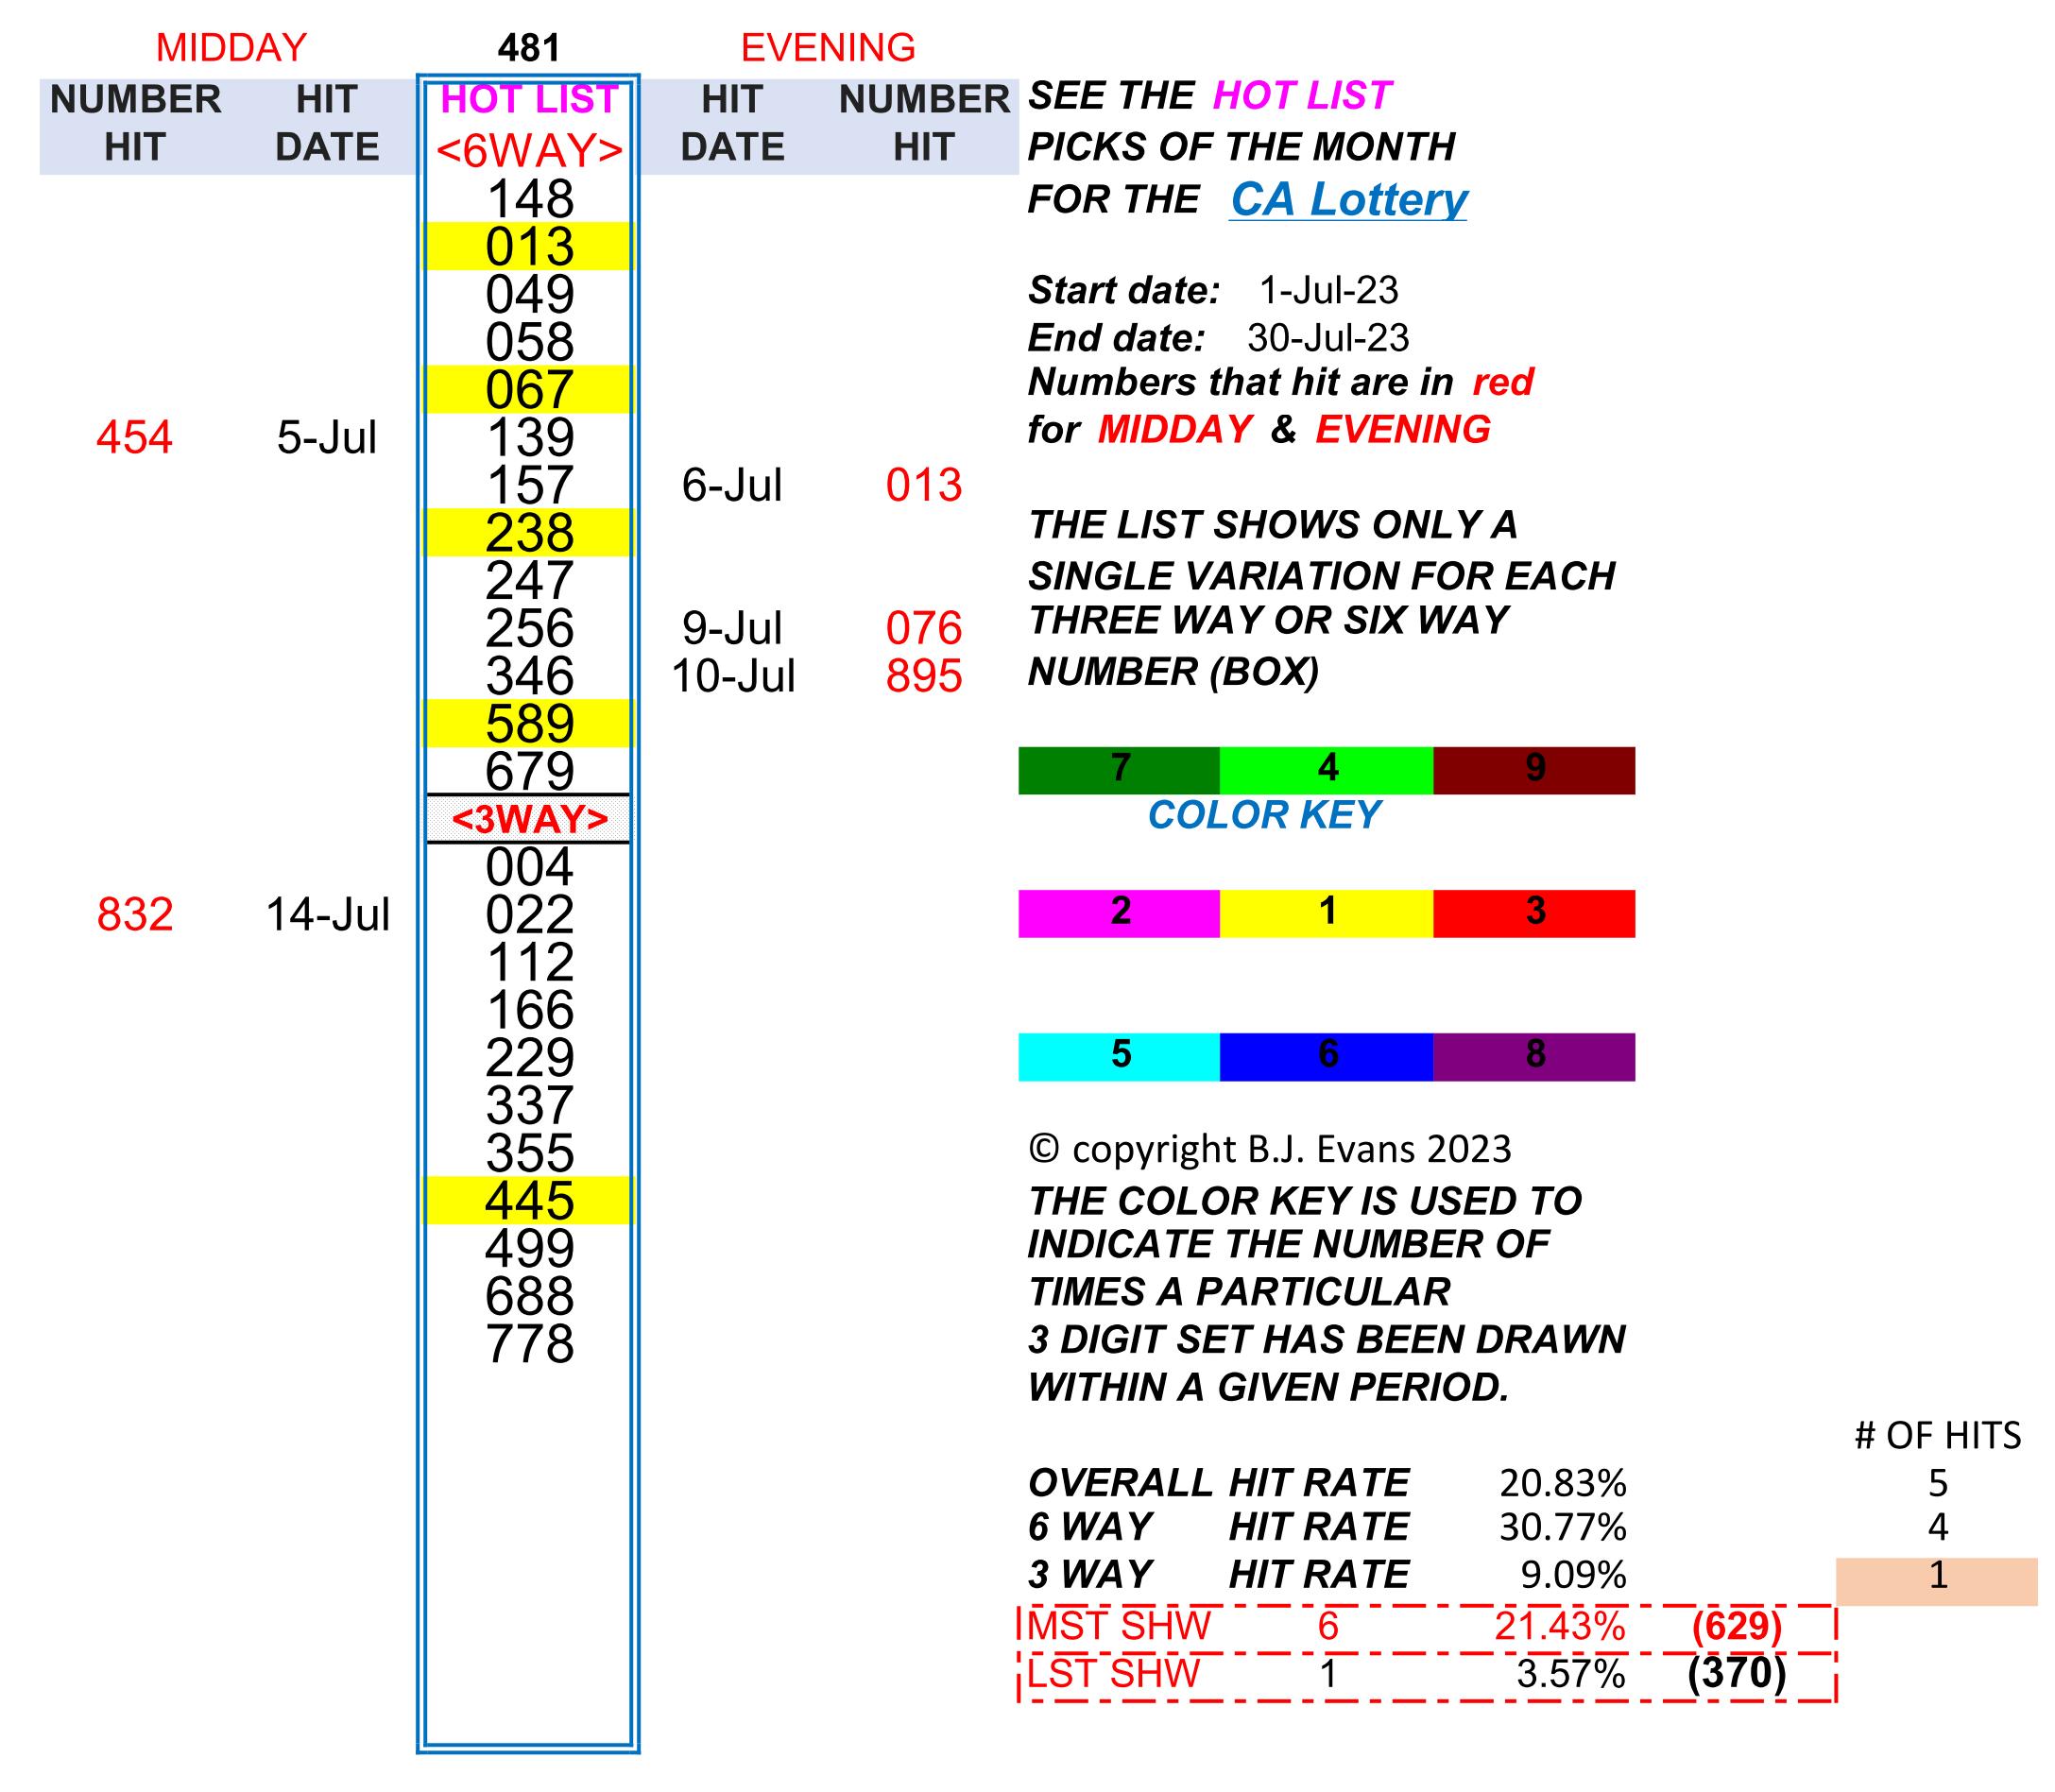 MIDDAY 481 EVENING
NUMBER HIT HOT LIST HIT NUMBER SEE THE HOT LIST
HIT DATE <6WAY> DATE HIT PICKS OF THE MONTH
148 FOR THE CA Lottery
013
049 Start date: 1-Jul-23
058 End date: 30-Jul-23
067 Numbers that hit are in red
454 5-Jul 139 for MIDDAY & EVENING
157 6-Jul 013
238 THE LIST SHOWS ONLY A
247 SINGLE VARIATION FOR EACH
256 9-Jul 076 THREE WAY OR SIX WAY
346 10-Jul 895 NUMBER (BOX)
589
679 7 4 9
<3WAY> COLOR KEY
004
832 14-Jul 022 2 1 3
112
166
229 5 6 8
337
355 © copyright B.J. Evans 2023
445 THE COLOR KEY IS USED TO
499 INDICATE THE NUMBER OF
688 TIMES A PARTICULAR
778 3 DIGIT SET HAS BEEN DRAWN
WITHIN A GIVEN PERIOD.
# OF HITS
OVERALL HIT RATE 20.83% 5
6 WAY HIT RATE 30.77% 4
3 WAY HIT RATE 9.09% 1
MST SHW 6 21.43% (629)
LST SHW 1 3.57% (370)